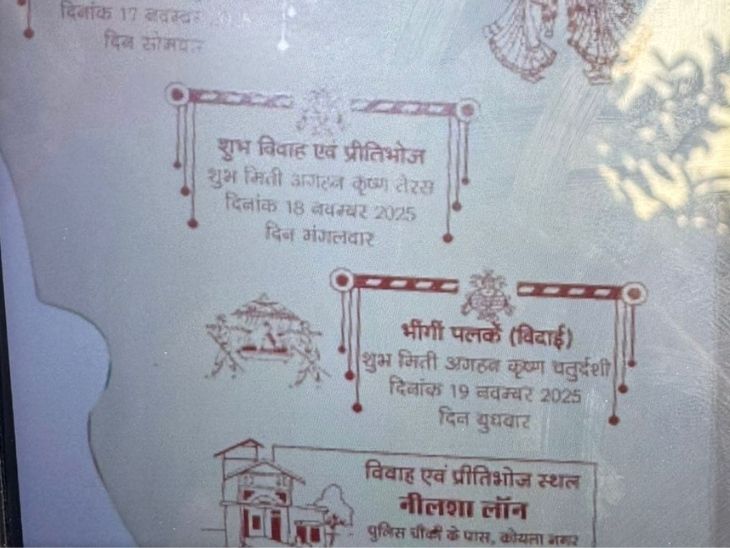 दिनांक 17 नवम्बर
दिन सोमवार
शुभ विवाह एवं प्रीतिभोज
शुभ मिती अगहन कृष्ण तेरस
दिनांक 18 नवम्बर 2025
दिन मंगलवार
भींगी पलकें (विदाई)
शुभ मिती अगहन कृष्ण चतुर्दशी
दिनांक 19 नवम्बर 2025
दिन बुधवार
विवाह एवं प्रीतिभोज स्थल
नीलशा लॉन
पुलिस चौकी के पास, कोयला नगर